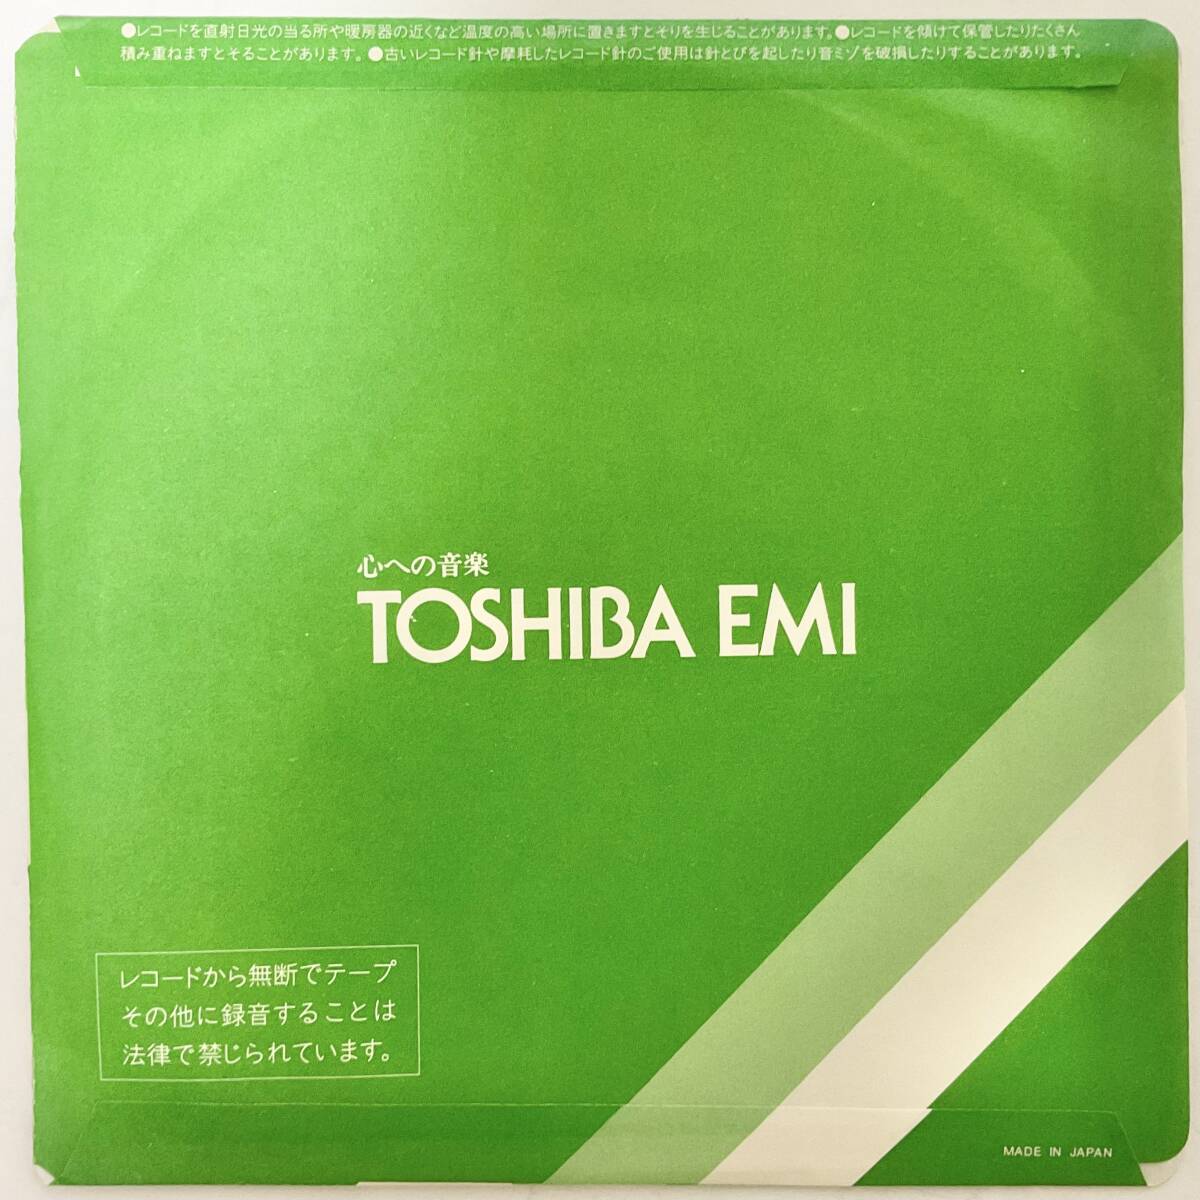 ●レコードを直射日光の当る所や暖房器の近くなど温度の高い場所に置きますとそりを生じることがあります。●レコードを傾けて保管したりたくさん
積み重ねますとそることがあります。●古いレコード針や摩耗したレコード針のご使用は針とびを起したり音ミゾを破損したりすることがあります。
心への音楽
TOSHIBA EMI
レコードから無断でテープ
その他に録音することは
法律で禁じられています。
MADE IN JAPAN